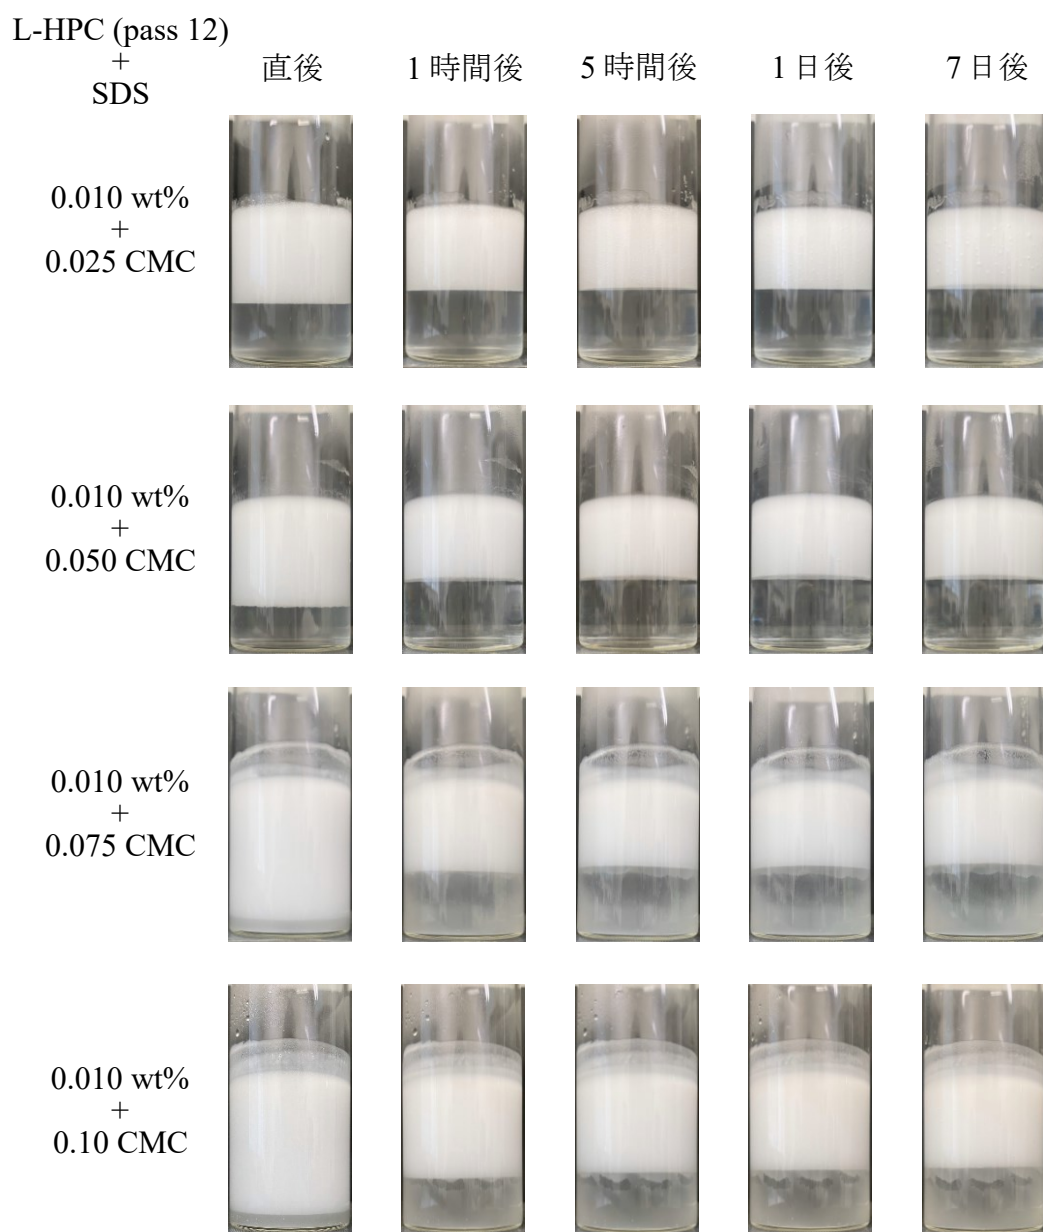 L-HPC (pass 12)
+
SDS
直後
1 時間後
5 時間後
1 日後
7 日後
0.010 wt%
+
0.025 CMC
0.010 wt%
+
0.050 CMC
0.010 wt%
+
0.075 CMC
0.010 wt%
+
0.10 CMC